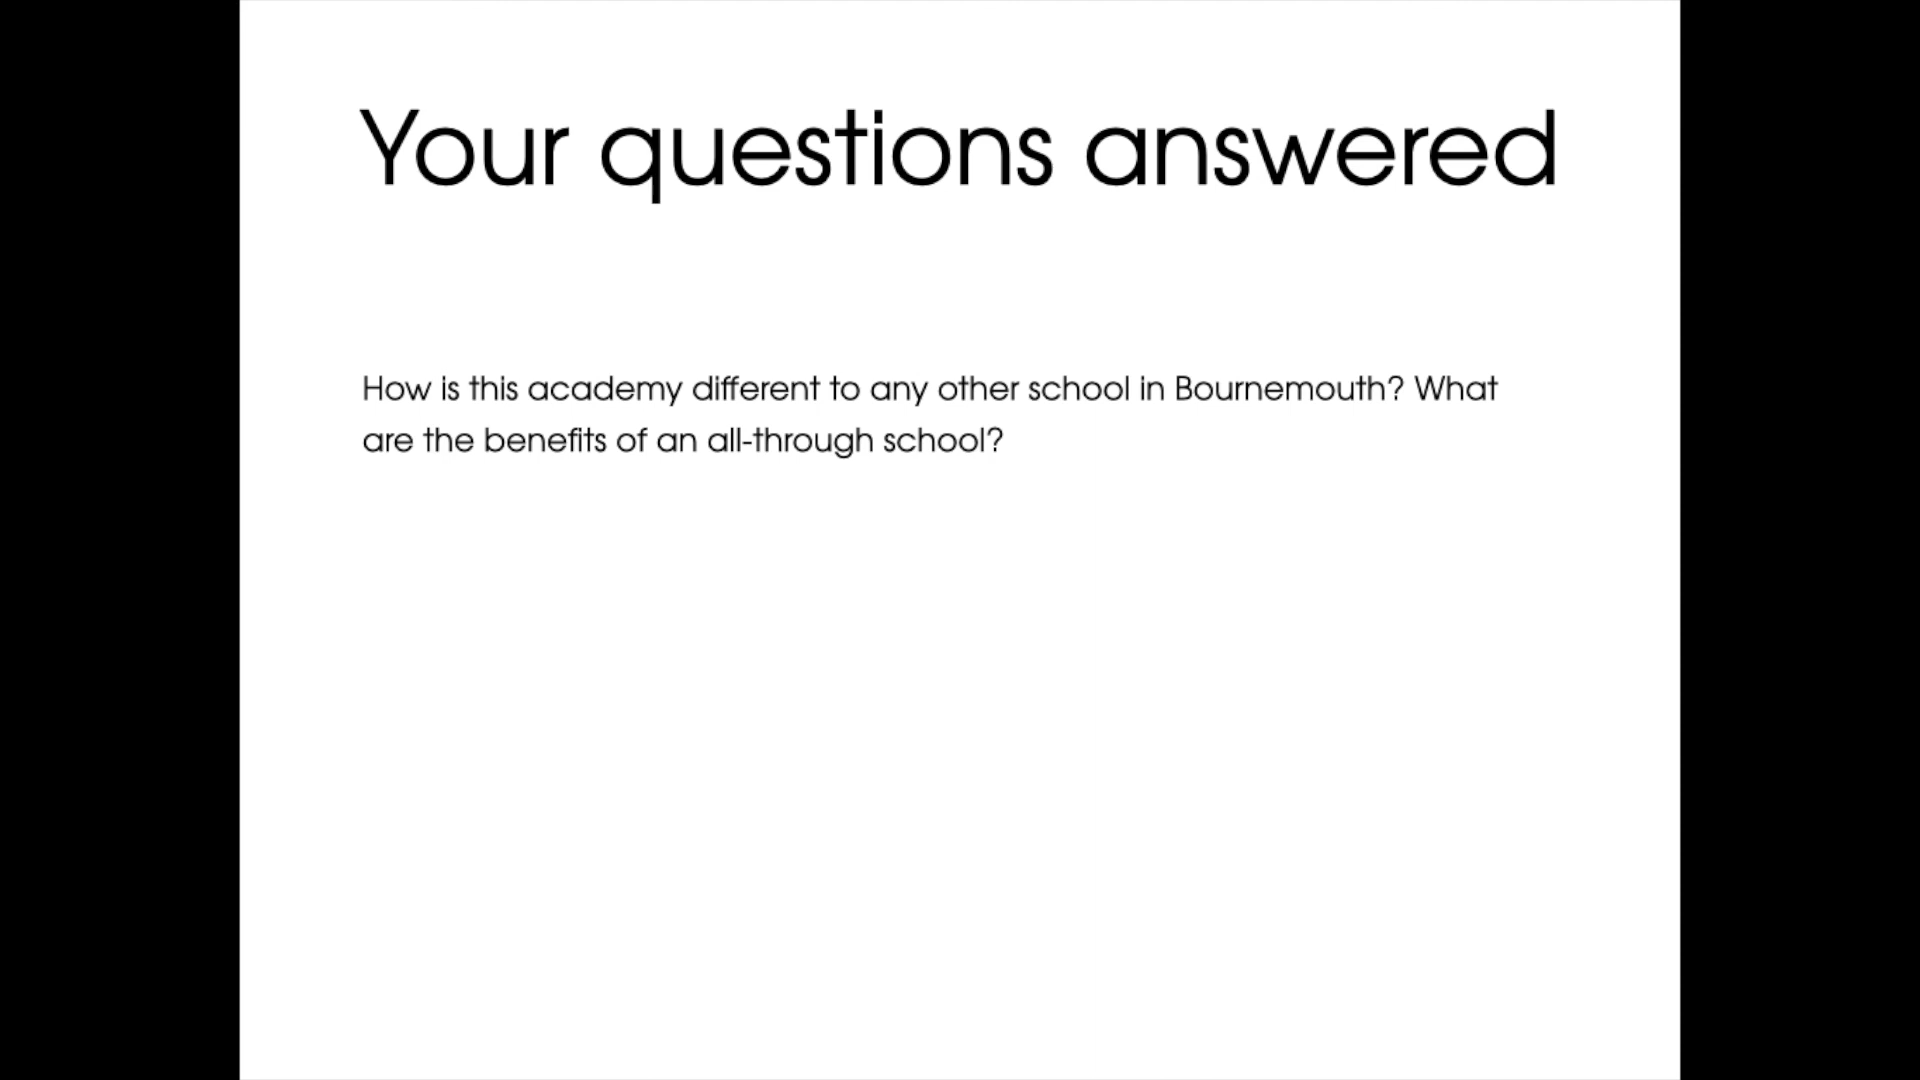 Your questions answered
How is this academy different to any other school in Bournemouth? What
are the benefits of an all-through school?